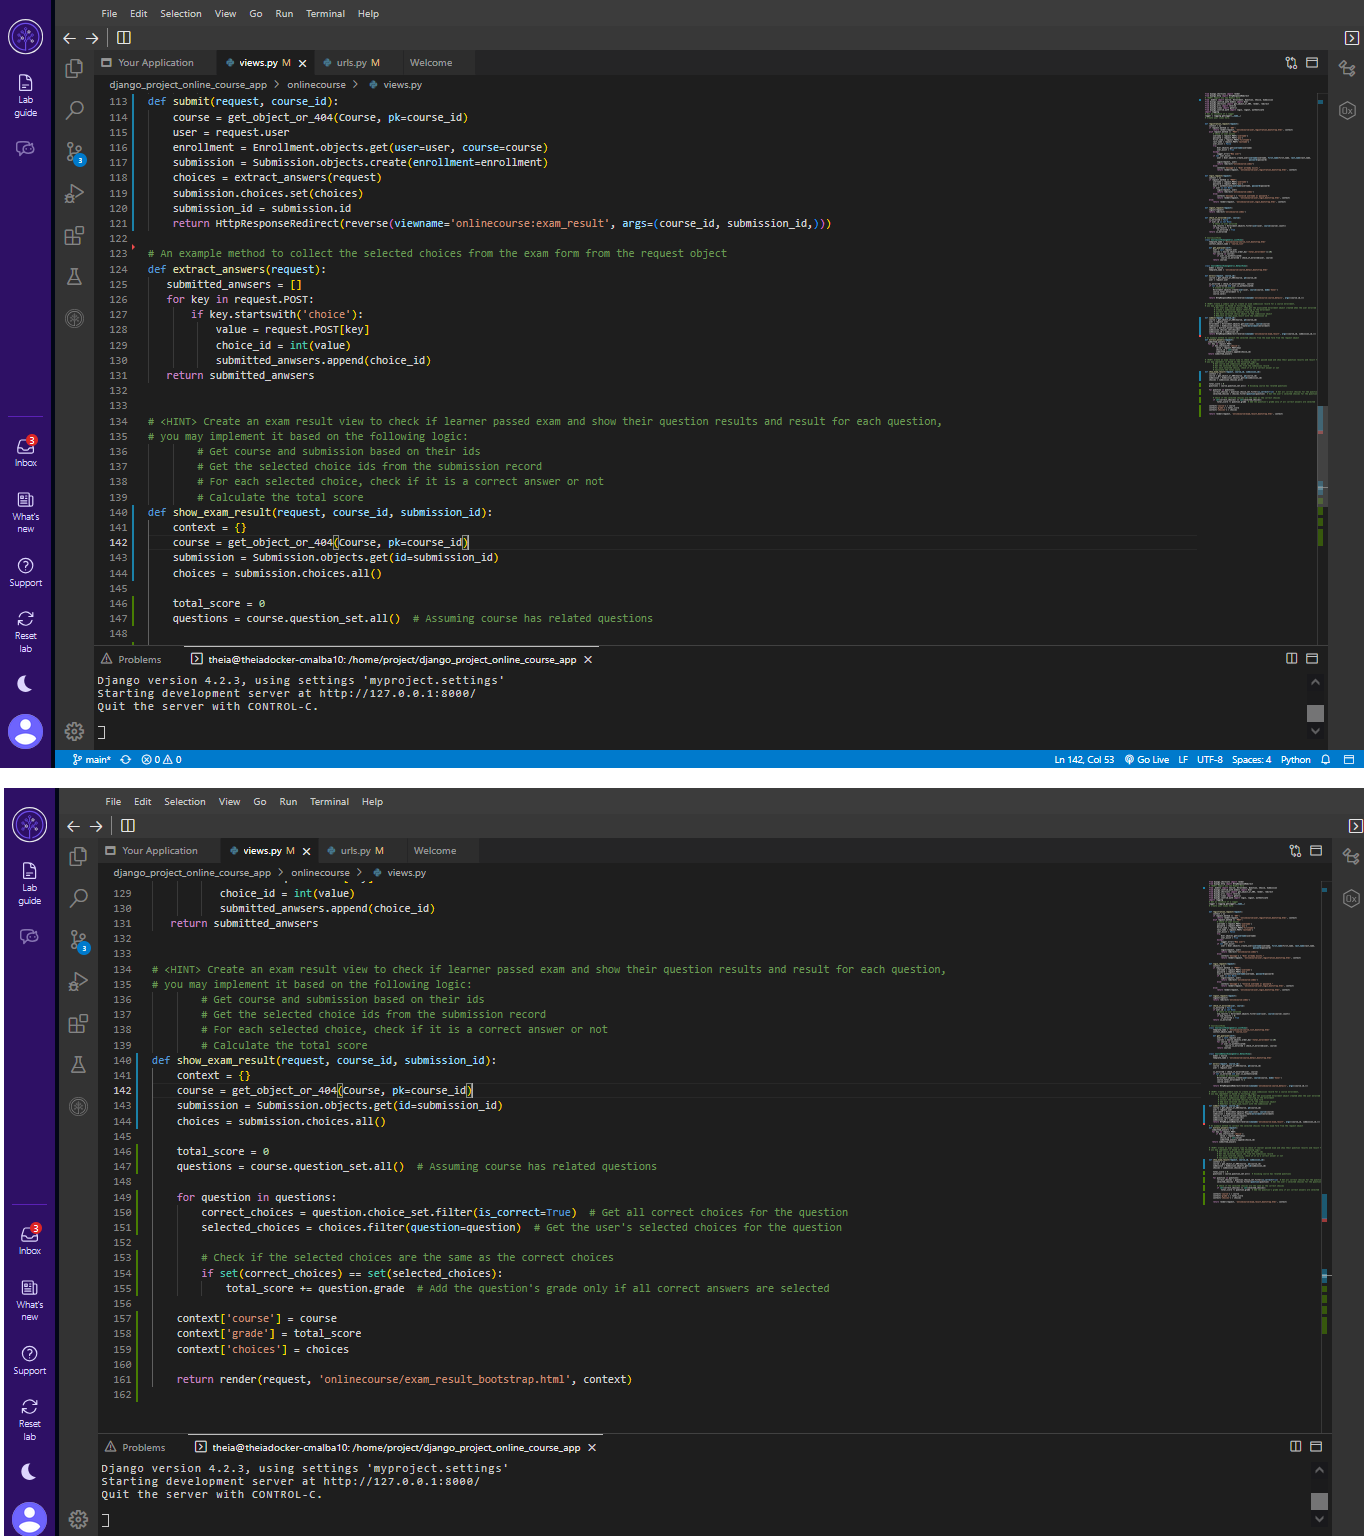 File Edit Selection View Go Run Terminal Help
Your Application views.py M urls.py M Welcome
django_project_online_course_app > onlinecourse > views.py
Lab guide
3
3
Inbox
What's new
Support
Reset lab
113 def submit(request, course_id):
114 course = get_object_or_404(Course, pk=course_id)
115 user = request.user
116 enrollment = Enrollment.objects.get(user=user, course=course)
117 submission = Submission.objects.create(enrollment=enrollment)
118 choices = extract_answers(request)
119 submission.choices.set(choices)
120 submission_id = submission.id
121 return HttpResponseRedirect(reverse(viewname='onlinecourse:exam_result', args=(course_id, submission_id,)))
122
123 # An example method to collect the selected choices from the exam form from the request object
124 def extract_answers(request):
125 submitted_anwsers = []
126 for key in request.POST:
127 if key.startswith('choice'):
128 value = request.POST[key]
129 choice_id = int(value)
130 submitted_anwsers.append(choice_id)
131 return submitted_anwsers
132
133
134 # <HINT> Create an exam result view to check if learner passed exam and show their question results and result for each question,
135 # you may implement it based on the following logic:
136 # Get course and submission based on their ids
137 # Get the selected choice ids from the submission record
138 # For each selected choice, check if it is a correct answer or not
139 # Calculate the total score
140 def show_exam_result(request, course_id, submission_id):
141 context = {}
142 course = get_object_or_404(Course, pk=course_id)
143 submission = Submission.objects.get(id=submission_id)
144 choices = submission.choices.all()
145
146 total_score = 0
147 questions = course.question_set.all() # Assuming course has related questions
148
Problems theia@theiadocker-cmalba10: /home/project/django_project_online_course_app
Django version 4.2.3, using settings 'myproject.settings'
Starting development server at http://127.0.0.1:8000/
Quit the server with CONTROL-C.
main* 0 0 Ln 142, Col 53 Go Live LF UTF-8 Spaces: 4 Python
File Edit Selection View Go Run Terminal Help
Your Application views.py M urls.py M Welcome
django_project_online_course_app > onlinecourse > views.py
Lab guide
3
3
Inbox
What's new
Support
Reset lab
129 choice_id = int(value)
130 submitted_anwsers.append(choice_id)
131 return submitted_anwsers
132
133
134 # <HINT> Create an exam result view to check if learner passed exam and show their question results and result for each question,
135 # you may implement it based on the following logic:
136 # Get course and submission based on their ids
137 # Get the selected choice ids from the submission record
138 # For each selected choice, check if it is a correct answer or not
139 # Calculate the total score
140 def show_exam_result(request, course_id, submission_id):
141 context = {}
142 course = get_object_or_404(Course, pk=course_id)
143 submission = Submission.objects.get(id=submission_id)
144 choices = submission.choices.all()
145
146 total_score = 0
147 questions = course.question_set.all() # Assuming course has related questions
148
149 for question in questions:
150 correct_choices = question.choice_set.filter(is_correct=True) # Get all correct choices for the question
151 selected_choices = choices.filter(question=question) # Get the user's selected choices for the question
152
153 # Check if the selected choices are the same as the correct choices
154 if set(correct_choices) == set(selected_choices):
155 total_score += question.grade # Add the question's grade only if all correct answers are selected
156
157 context['course'] = course
158 context['grade'] = total_score
159 context['choices'] = choices
160
161 return render(request, 'onlinecourse/exam_result_bootstrap.html', context)
162
Problems theia@theiadocker-cmalba10: /home/project/django_project_online_course_app
Django version 4.2.3, using settings 'myproject.settings'
Starting development server at http://127.0.0.1:8000/
Quit the server with CONTROL-C.